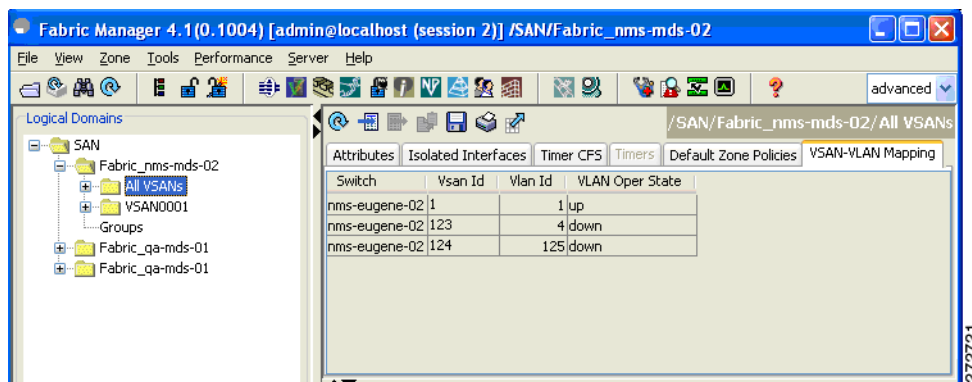 Fabric Manager 4.1(0.1004) [admin@localhost (session 2)] /SAN/Fabric_nms-mds-02
File View Zone Tools Performance Server Help
NP advanced
Logical Domains
/SAN/Fabric_nms-mds-02/All VSANs
SAN
Fabric_nms-mds-02
All VSANs
VSAN0001
Groups
Fabric_qa-mds-01
Fabric_qa-mds-01
Attributes Isolated Interfaces Timer CFS Timers Default Zone Policies VSAN-VLAN Mapping
Switch Vsan Id Vlan Id VLAN Oper State
nms-eugene-02 1 1 up
nms-eugene-02 123 4 down
nms-eugene-02 124 125 down